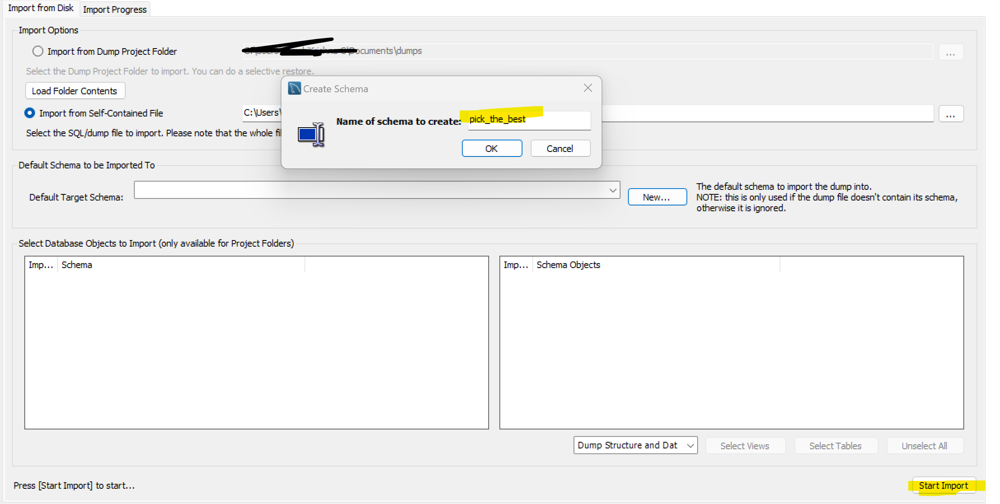 Import from Disk
Import Progress
Import Options
Import from Dump Project Folder
\Documents\dumps
...
Select the Dump Project Folder to import. You can do a selective restore.
Load Folder Contents
Create Schema
Import from Self-Contained File
C:\Users\
...
Name of schema to create:
pick_the_best
Select the SQL/dump file to import. Please note that the whole fil
OK
Cancel
Default Schema to be Imported To
Default Target Schema:
New...
The default schema to import the dump into.
NOTE: this is only used if the dump file doesn't contain its schema,
otherwise it is ignored.
Select Database Objects to Import (only available for Project Folders)
Imp...
Schema
Imp...
Schema Objects
Dump Structure and Dat
Select Views
Select Tables
Unselect All
Press [Start Import] to start...
Start Import